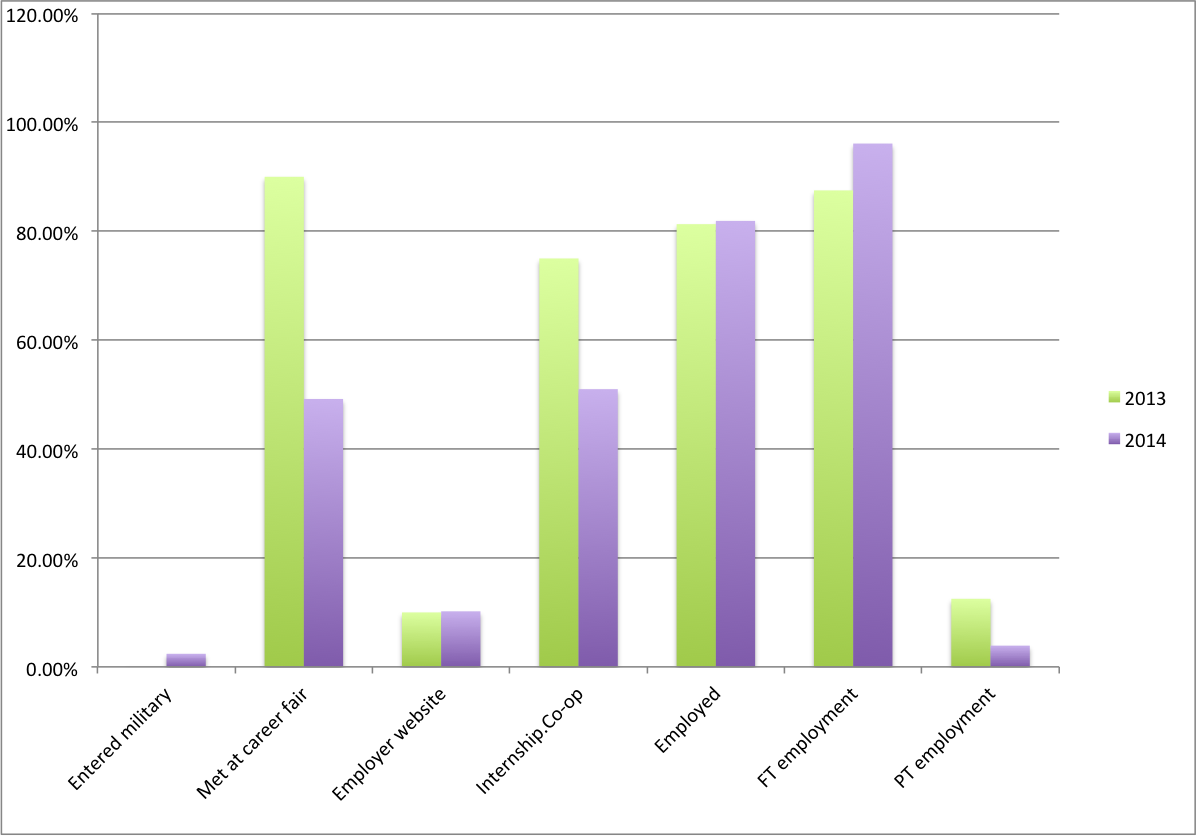 120.00%
100.00%
80.00%
60.00%
40.00%
20.00%
0.00%
Entered military
Met at career fair
Employer website
Internship.Co-op
Employed
FT employment
PT employment
2013
2014